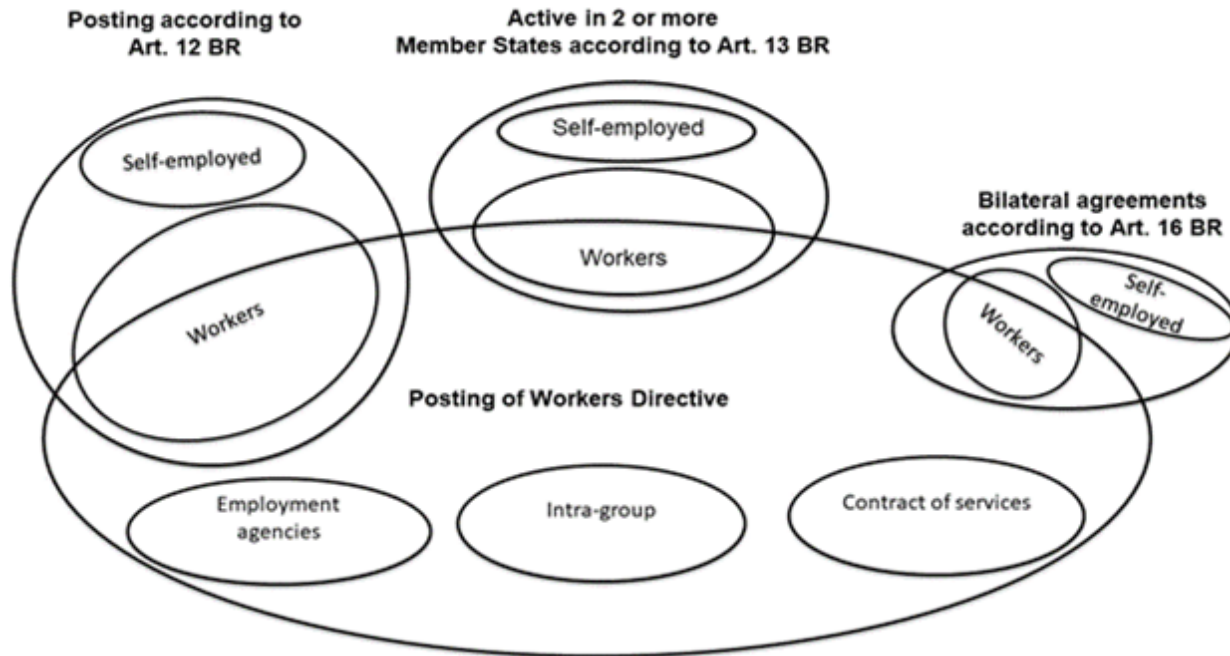 Posting according to
Art. 12 BR
Active in 2 or more
Member States according to Art. 13 BR
Self-employed
Self-employed
Bilateral agreements
according to Art. 16 BR
Workers
Workers
Self-
employed
Workers
Posting of Workers Directive
Employment
agencies
Intra-group
Contract of services